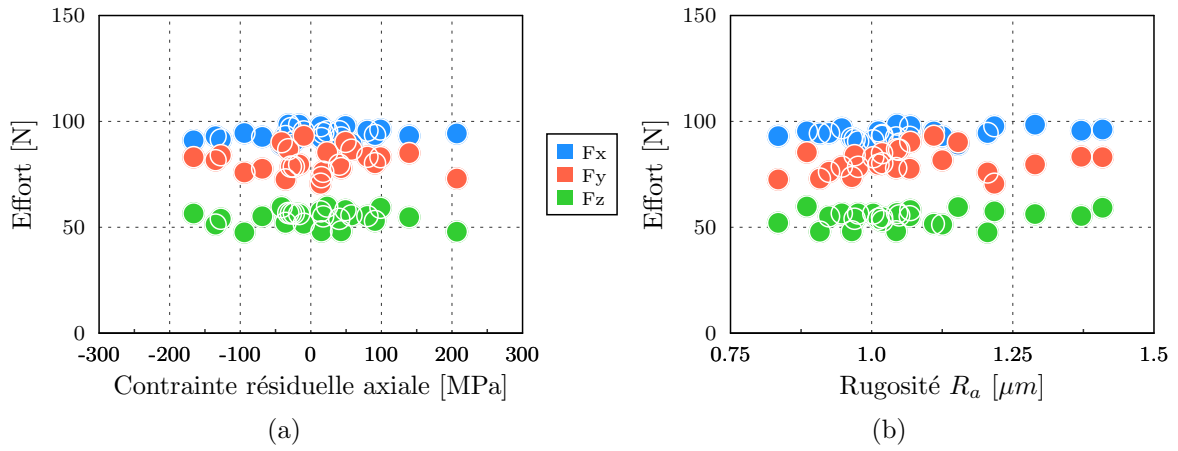 150
100
50
0
Effort [N]
-300 -200 -100 0 100 200 300
Contrainte résiduelle axiale [MPa]
(a)
Fx
Fy
Fz
150
100
50
0
Effort [N]
0.75 1.0 1.25 1.5
Rugosité Ra [μm]
(b)